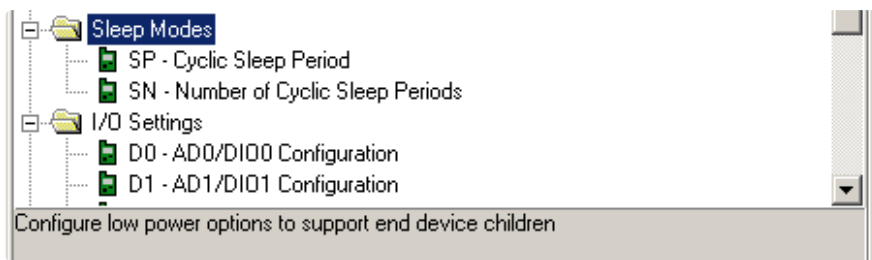 Sleep Modes
SP - Cyclic Sleep Period
SN - Number of Cyclic Sleep Periods
I/O Settings
D0 - AD0/DIO0 Configuration
D1 - AD1/DIO1 Configuration
Configure low power options to support end device children